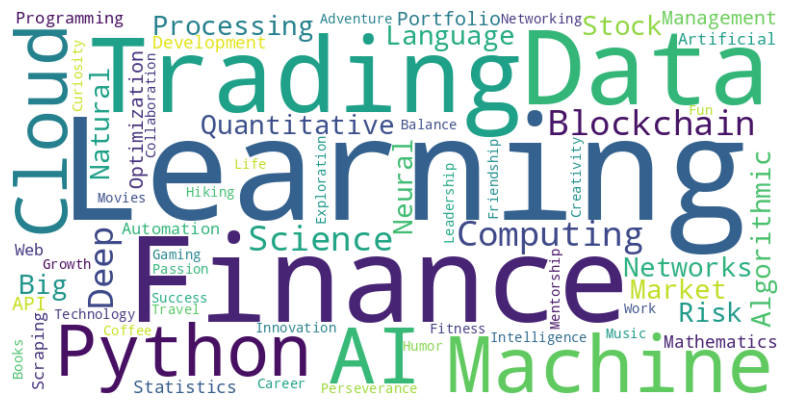 Programming
Processing
Adventure
Portfolio
Networking
Stock
Management
Cloud
Curiosity
Development
Trading
Language
Data
Artificial
Natural
Optimization
Collaboration
Quantitative
Balance
Fun
Blockchain
Learning
Life
Hiking
Movies
Exploration
Neural
Leadership
Friendship
Creativity
Algorithmic
Automation
Science
Computing
Web
Growth
Deep
Gaming
Passion
Finance
Mentorship
Networks
Big
API
Success
Travel
Market
Risk
Technology
Coffee
Innovation
Fitness
Work
Scraping
Books
Python
AI
Humor
Intelligence
Music
Mathematics
Machine
Statistics
Career
Perseverance